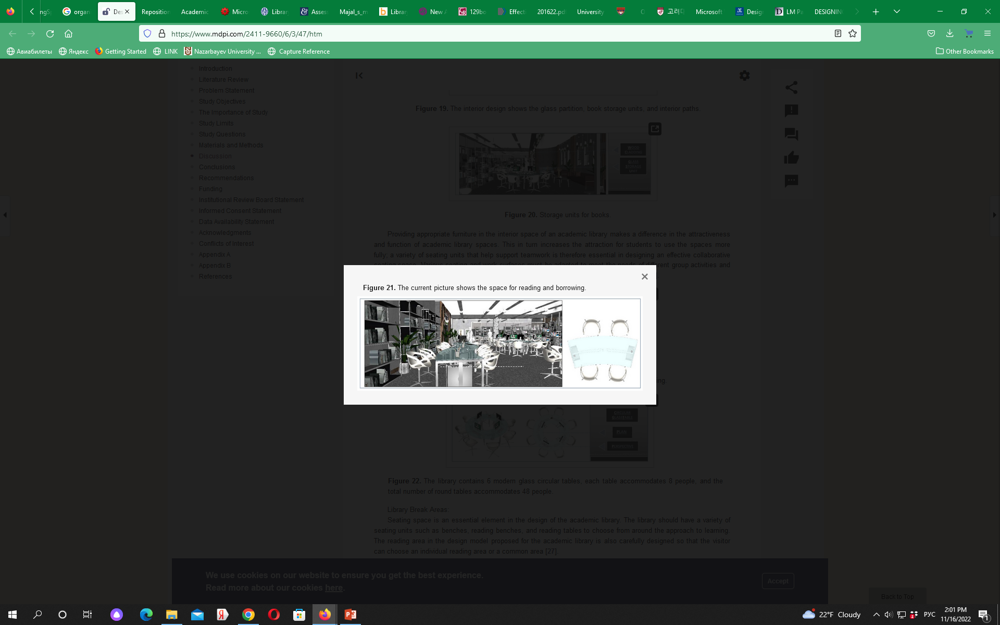 organ
Des
Reposition
Academic
Micro
Librar
Assess
Majal_s_m
Library
New A
129bo
Effecti
201622.pdf
University
고려대
Microsoft
Design
LM Pa
DESIGNIN
https://www.mdpi.com/2411-9660/6/3/47/htm
Авиабилеты
Яндекс
Getting Started
LINK
Nazarbayev University ...
Capture Reference
Other Bookmarks
Introduction
Literature Review
Problem Statement
Study Objectives
The Importance of Study
Study Limits
Study Questions
Materials and Methods
Discussion
Conclusions
Recommendations
Funding
Institutional Review Board Statement
Informed Consent Statement
Data Availability Statement
Acknowledgments
Conflicts of Interest
Appendix A
Appendix B
References
Figure 19. The interior design shows the glass partition, book storage units, and interior paths.
Figure 20. Storage units for books.
Providing appropriate furniture in the interior space of an academic library makes a difference in the attractiveness
and function of academic library spaces. This in turn increases the attraction for students to use the spaces more
fully; a variety of seating units that help support teamwork is therefore essential in designing an effective collaborative
Figure 21. The current picture shows the space for reading and borrowing.
Figure 22. The library contains 6 modern glass circular tables, each table accommodates 8 people. and the
total number of round tables accommodates 48 people.
Library Break Areas:
Seating space is an essential element in the design of the academic library. The library should have a variety of
seating units such as benches, reading benches, and reading tables to choose from around the approach to learning.
The reading area in the design model proposed for the academic library is also carefully designed so that the visitor
can choose an individual reading area or a common area [27].
We use cookies on our website to ensure you get the best experience.
Read more about our cookies here.
Accept
Back to Top
22°F Cloudy
РУС
2:01 PM
11/16/2022